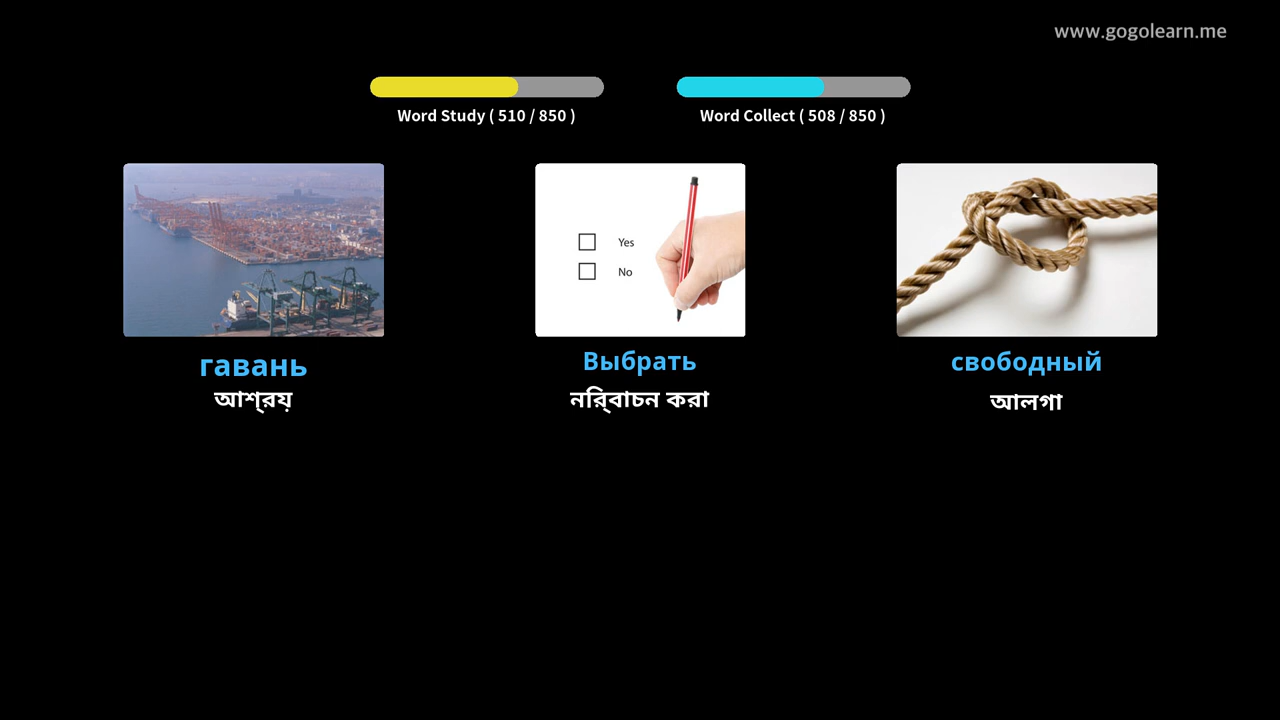 www.gogolearn.me
Word Study ( 510 / 850 )
Word Collect ( 508 / 850 )
Yes
No
гавань
Выбрать
свободный
আশ্রয়
নির্বাচন করা
আলগা